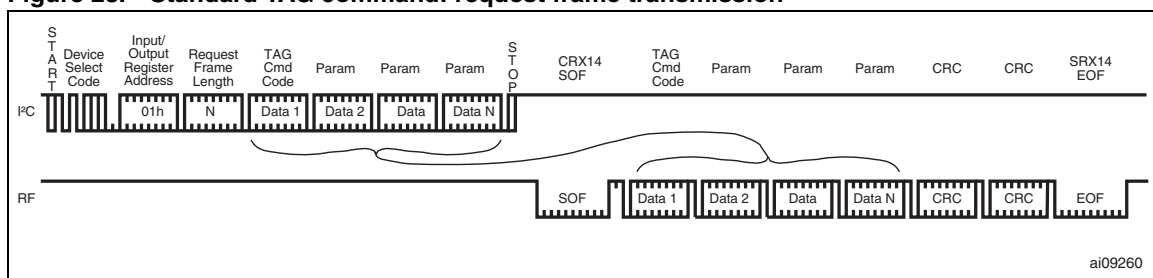 Figure 23. Standard TAG command: request frame transmission
START
Device Select Code
Input/ Output Register Address
Request Frame Length
TAG Cmd Code
Param
Param
Param
STOP
CRX14 SOF
TAG Cmd Code
Param
Param
Param
CRC
CRC
SRX14 EOF
I²C
01h
N
Data 1
Data 2
Data
Data N
RF
SOF
Data 1
Data 2
Data
Data N
CRC
CRC
EOF
ai09260